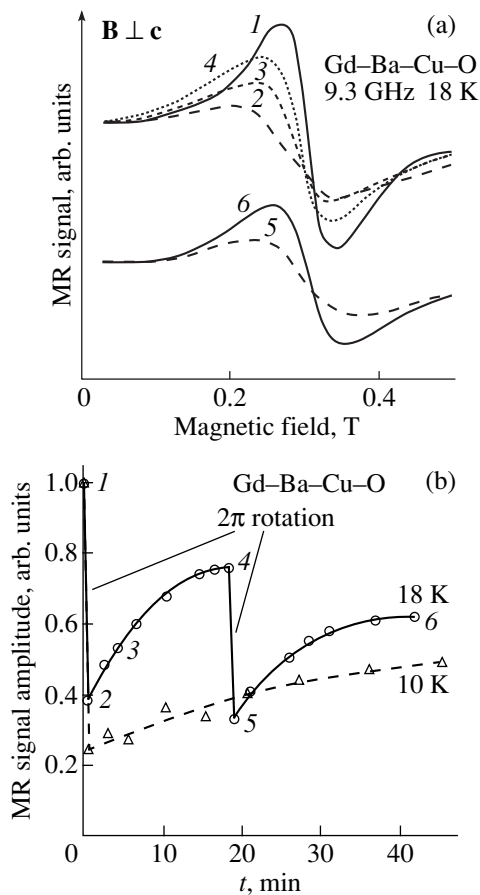 (a)
B ⊥ c
1
Gd–Ba–Cu–O
9.3 GHz 18 K
4
3
2
6
5
MR signal, arb. units
0
0.2
0.4
Magnetic field, T
(b)
Gd–Ba–Cu–O
2π rotation
1.0
1
0.8
4
18 K
0.6
3
6
10 K
0.4
2
5
0.2
MR signal amplitude, arb. units
0
10
20
30
40
t, min